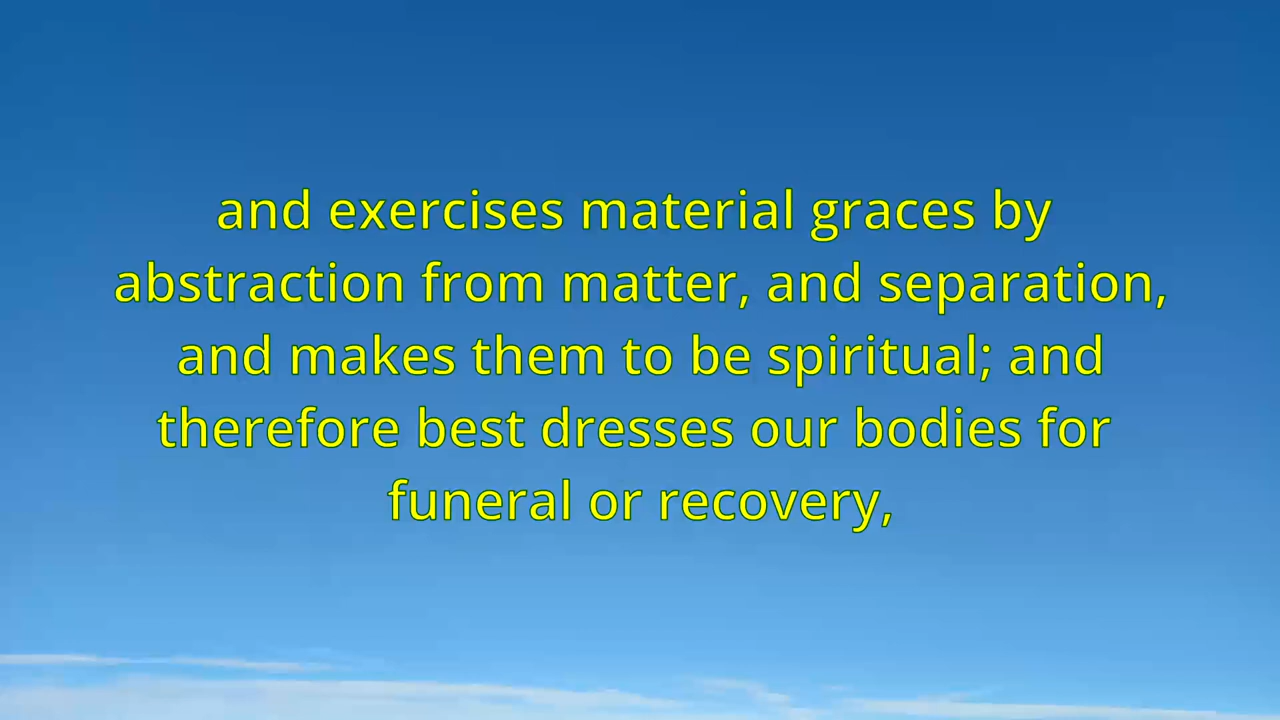 and exercises material graces by
abstraction from matter, and separation,
and makes them to be spiritual; and
therefore best dresses our bodies for
funeral or recovery,